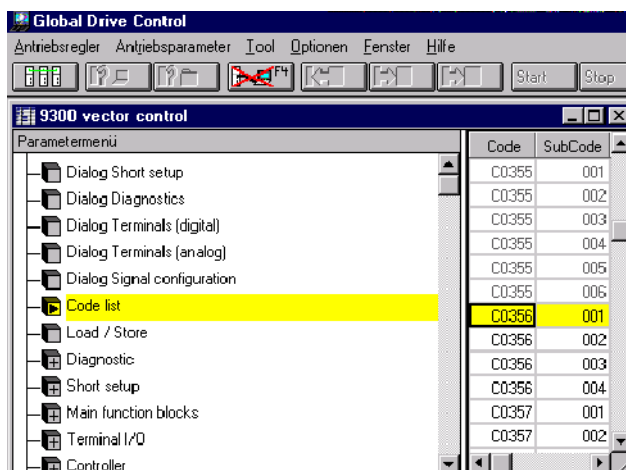 Global Drive Control
Antriebsregler Antriebsparameter Tool Optionen Fenster Hilfe
F4 Start Stop
9300 vector control
Parametermenü
Code SubCode
Dialog Short setup
C0355 001
Dialog Diagnostics
C0355 002
Dialog Terminals (digital)
C0355 003
Dialog Terminals (analog)
C0355 004
Dialog Signal configuration
C0355 005
C0355 006
Code list
C0356 001
Load / Store
C0356 002
Diagnostic
C0356 003
Short setup
C0356 004
Main function blocks
C0357 001
Terminal I/O
C0357 002
Controller